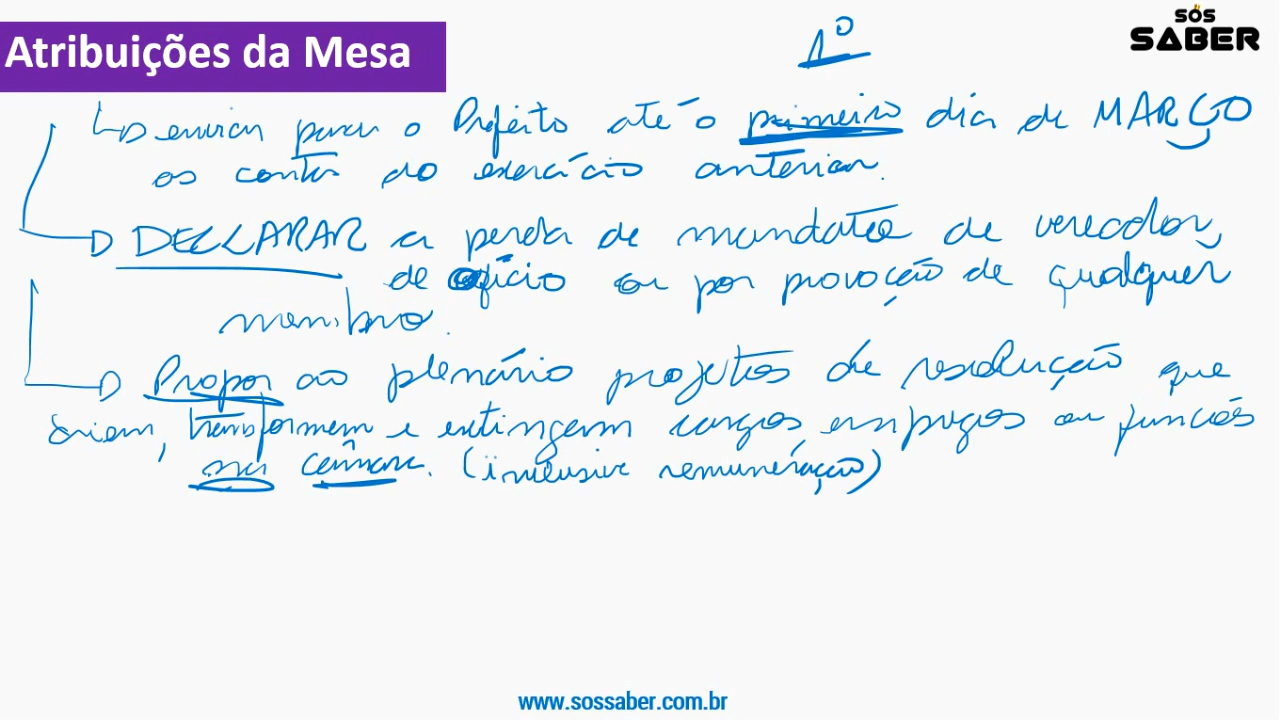 Atribuições da Mesa
1º
SÓS
SABER
enviar para o Prefeito até o primeiro dia de MARÇO
as contas do exercício anterior.
DECLARAR a perda de mandato de vereador,
de ofício ou por provocação de qualquer
membro.
Propor ao plenário projetos de resolução que
criem, transformem e extingam cargos, empregos ou funções
na câmara. (inclusive remuneração)
www.sossaber.com.br